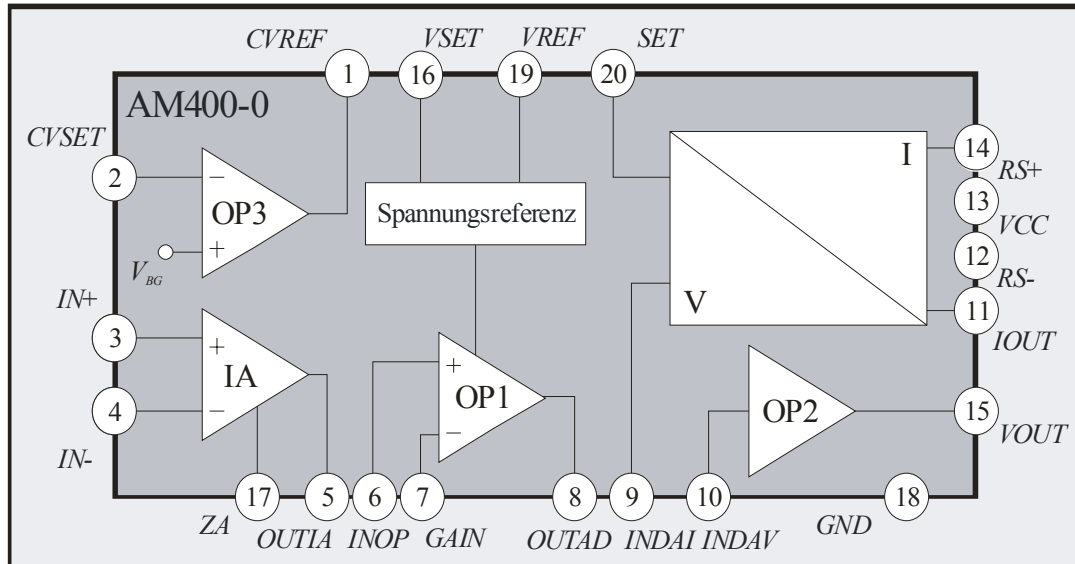 CVREF VSET VREF SET
1 16 19 20
AM400-0
CVSET
2
−
OP3
+
V_BG
Spannungsreferenz
I
V
14
RS+
13
VCC
12
RS-
11
IOUT
IN+
3
+
IA
−
4
IN-
+
OP1
−
OP2
15
VOUT
17 5 6 7 8 9 10 18
ZA OUTIA INOP GAIN OUTAD INDAI INDAV GND